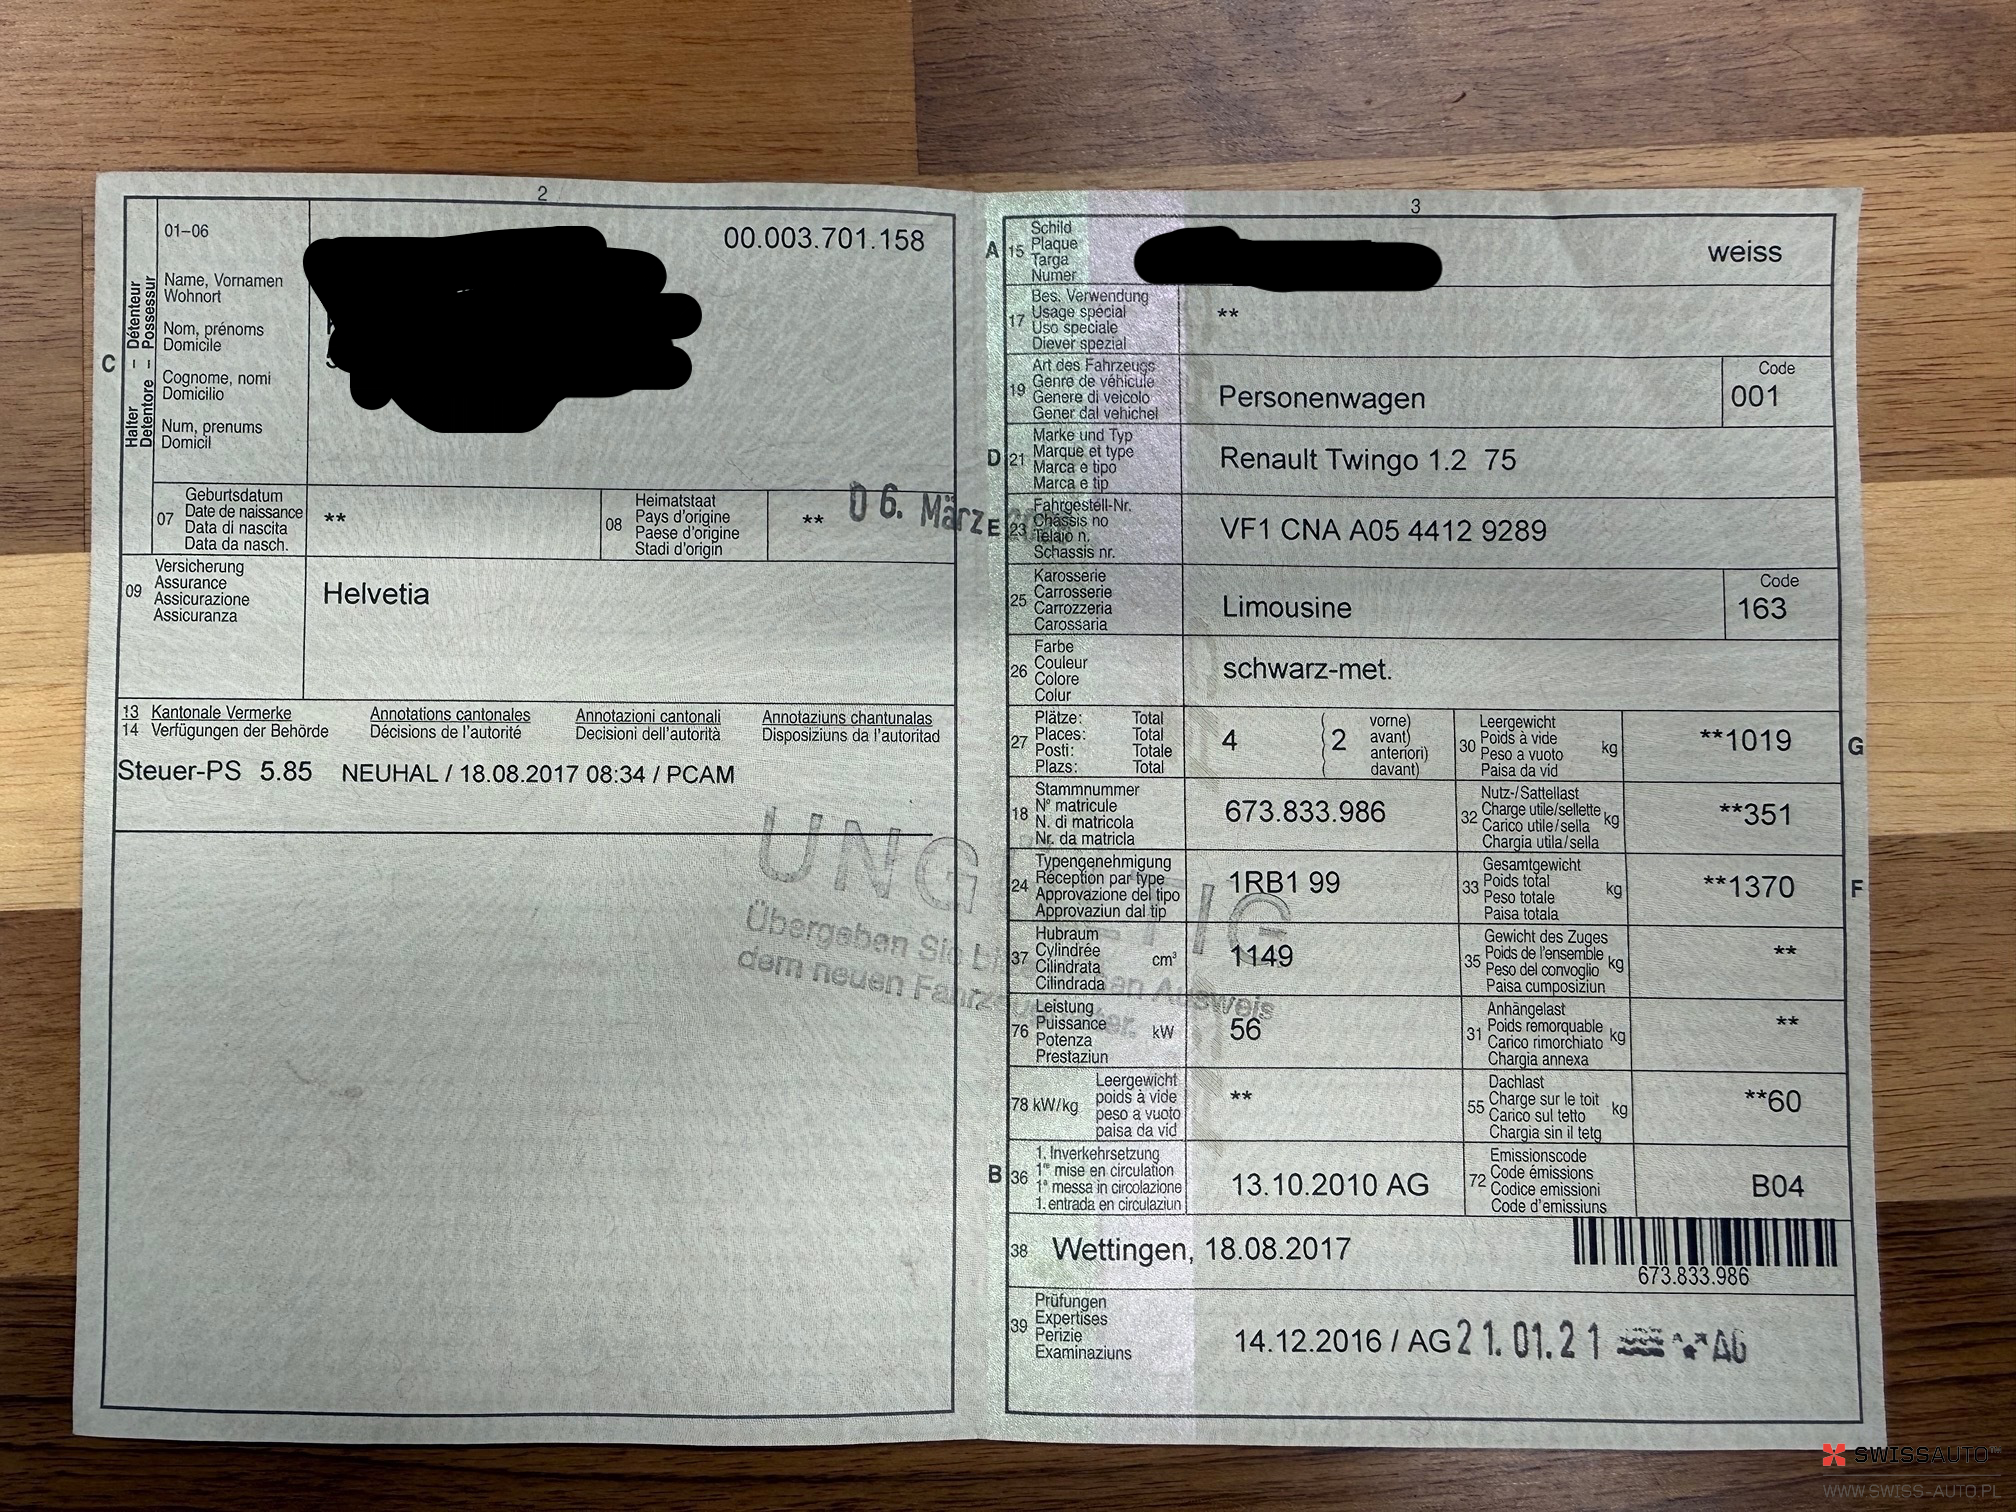 2
01–06
00.003.701.158
Halter – Détenteur
Detentore – Possessur
C
Name, Vornamen
Wohnort
Nom, prénoms
Domicile
Cognome, nomi
Domicilio
Num, prenums
Domicil
07
Geburtsdatum
Date de naissance
Data di nascita
Data da nasch.
**
08
Heimatstaat
Pays d'origine
Paese d'origine
Stadi d'origin
**
06. März
09
Versicherung
Assurance
Assicurazione
Assicuranza
Helvetia
13 Kantonale Vermerke Annotations cantonales Annotazioni cantonali Annotaziuns chantunalas
14 Verfügungen der Behörde Décisions de l'autorité Decisioni dell'autorità Disposiziuns da l'autoritad
Steuer-PS 5.85 NEUHAL / 18.08.2017 08:34 / PCAM
UNGÜLTIG
Übergeben Sie bitte den Ausweis
dem neuen Fahrzeughalter.
3
A
15
Schild
Plaque
Targa
Numer
weiss
17
Bes. Verwendung
Usage spécial
Uso speciale
Diever spezial
**
19
Art des Fahrzeugs
Genre de véhicule
Genere di veicolo
Gener dal vehichel
Personenwagen
Code
001
D
21
Marke und Typ
Marque et type
Marca e tipo
Marca e tip
Renault Twingo 1.2 75
E
23
Fahrgestell-Nr.
Châssis no
Telaio n.
Schassis nr.
VF1 CNA A05 4412 9289
25
Karosserie
Carrosserie
Carrozzeria
Carossaria
Limousine
Code
163
26
Farbe
Couleur
Colore
Colur
schwarz-met.
27
Plätze: Total
Places: Total
Posti: Totale
Plazs: Total
4
( 2 vorne)
avant)
anteriori)
davant)
30
Leergewicht
Poids à vide
Peso a vuoto
Paisa da vid
kg
**1019
G
18
Stammnummer
N° matricule
N. di matricola
Nr. da matricla
673.833.986
32
Nutz-/Sattellast
Charge utile/sellette
Carico utile/sella
Chargia utila/sella
kg
**351
24
Typengenehmigung
Réception par type
Approvazione del tipo
Approvaziun dal tip
1RB1 99
33
Gesamtgewicht
Poids total
Peso totale
Paisa totala
kg
**1370
F
37
Hubraum
Cylindrée
Cilindrata
Cilindrada
cm³
1149
35
Gewicht des Zuges
Poids de l'ensemble
Peso del convoglio
Paisa cumposiziun
kg
**
76
Leistung
Puissance
Potenza
Prestaziun
kW
56
31
Anhängelast
Poids remorquable
Carico rimorchiato
Chargia annexa
kg
**
78 kW/kg
Leergewicht
poids à vide
peso a vuoto
paisa da vid
**
55
Dachlast
Charge sur le toit
Carico sul tetto
Chargia sin il tetg
kg
**60
B
36
1. Inverkehrsetzung
1re mise en circulation
1a messa in circolazione
1. entrada en circulaziun
13.10.2010 AG
72
Emissionscode
Code émissions
Codice emissioni
Code d'emissiuns
B04
38
Wettingen, 18.08.2017
673.833.986
39
Prüfungen
Expertises
Perizie
Examinaziuns
14.12.2016 / AG 21.01.21 AG
SWISSAUTO
WWW.SWISS-AUTO.PL